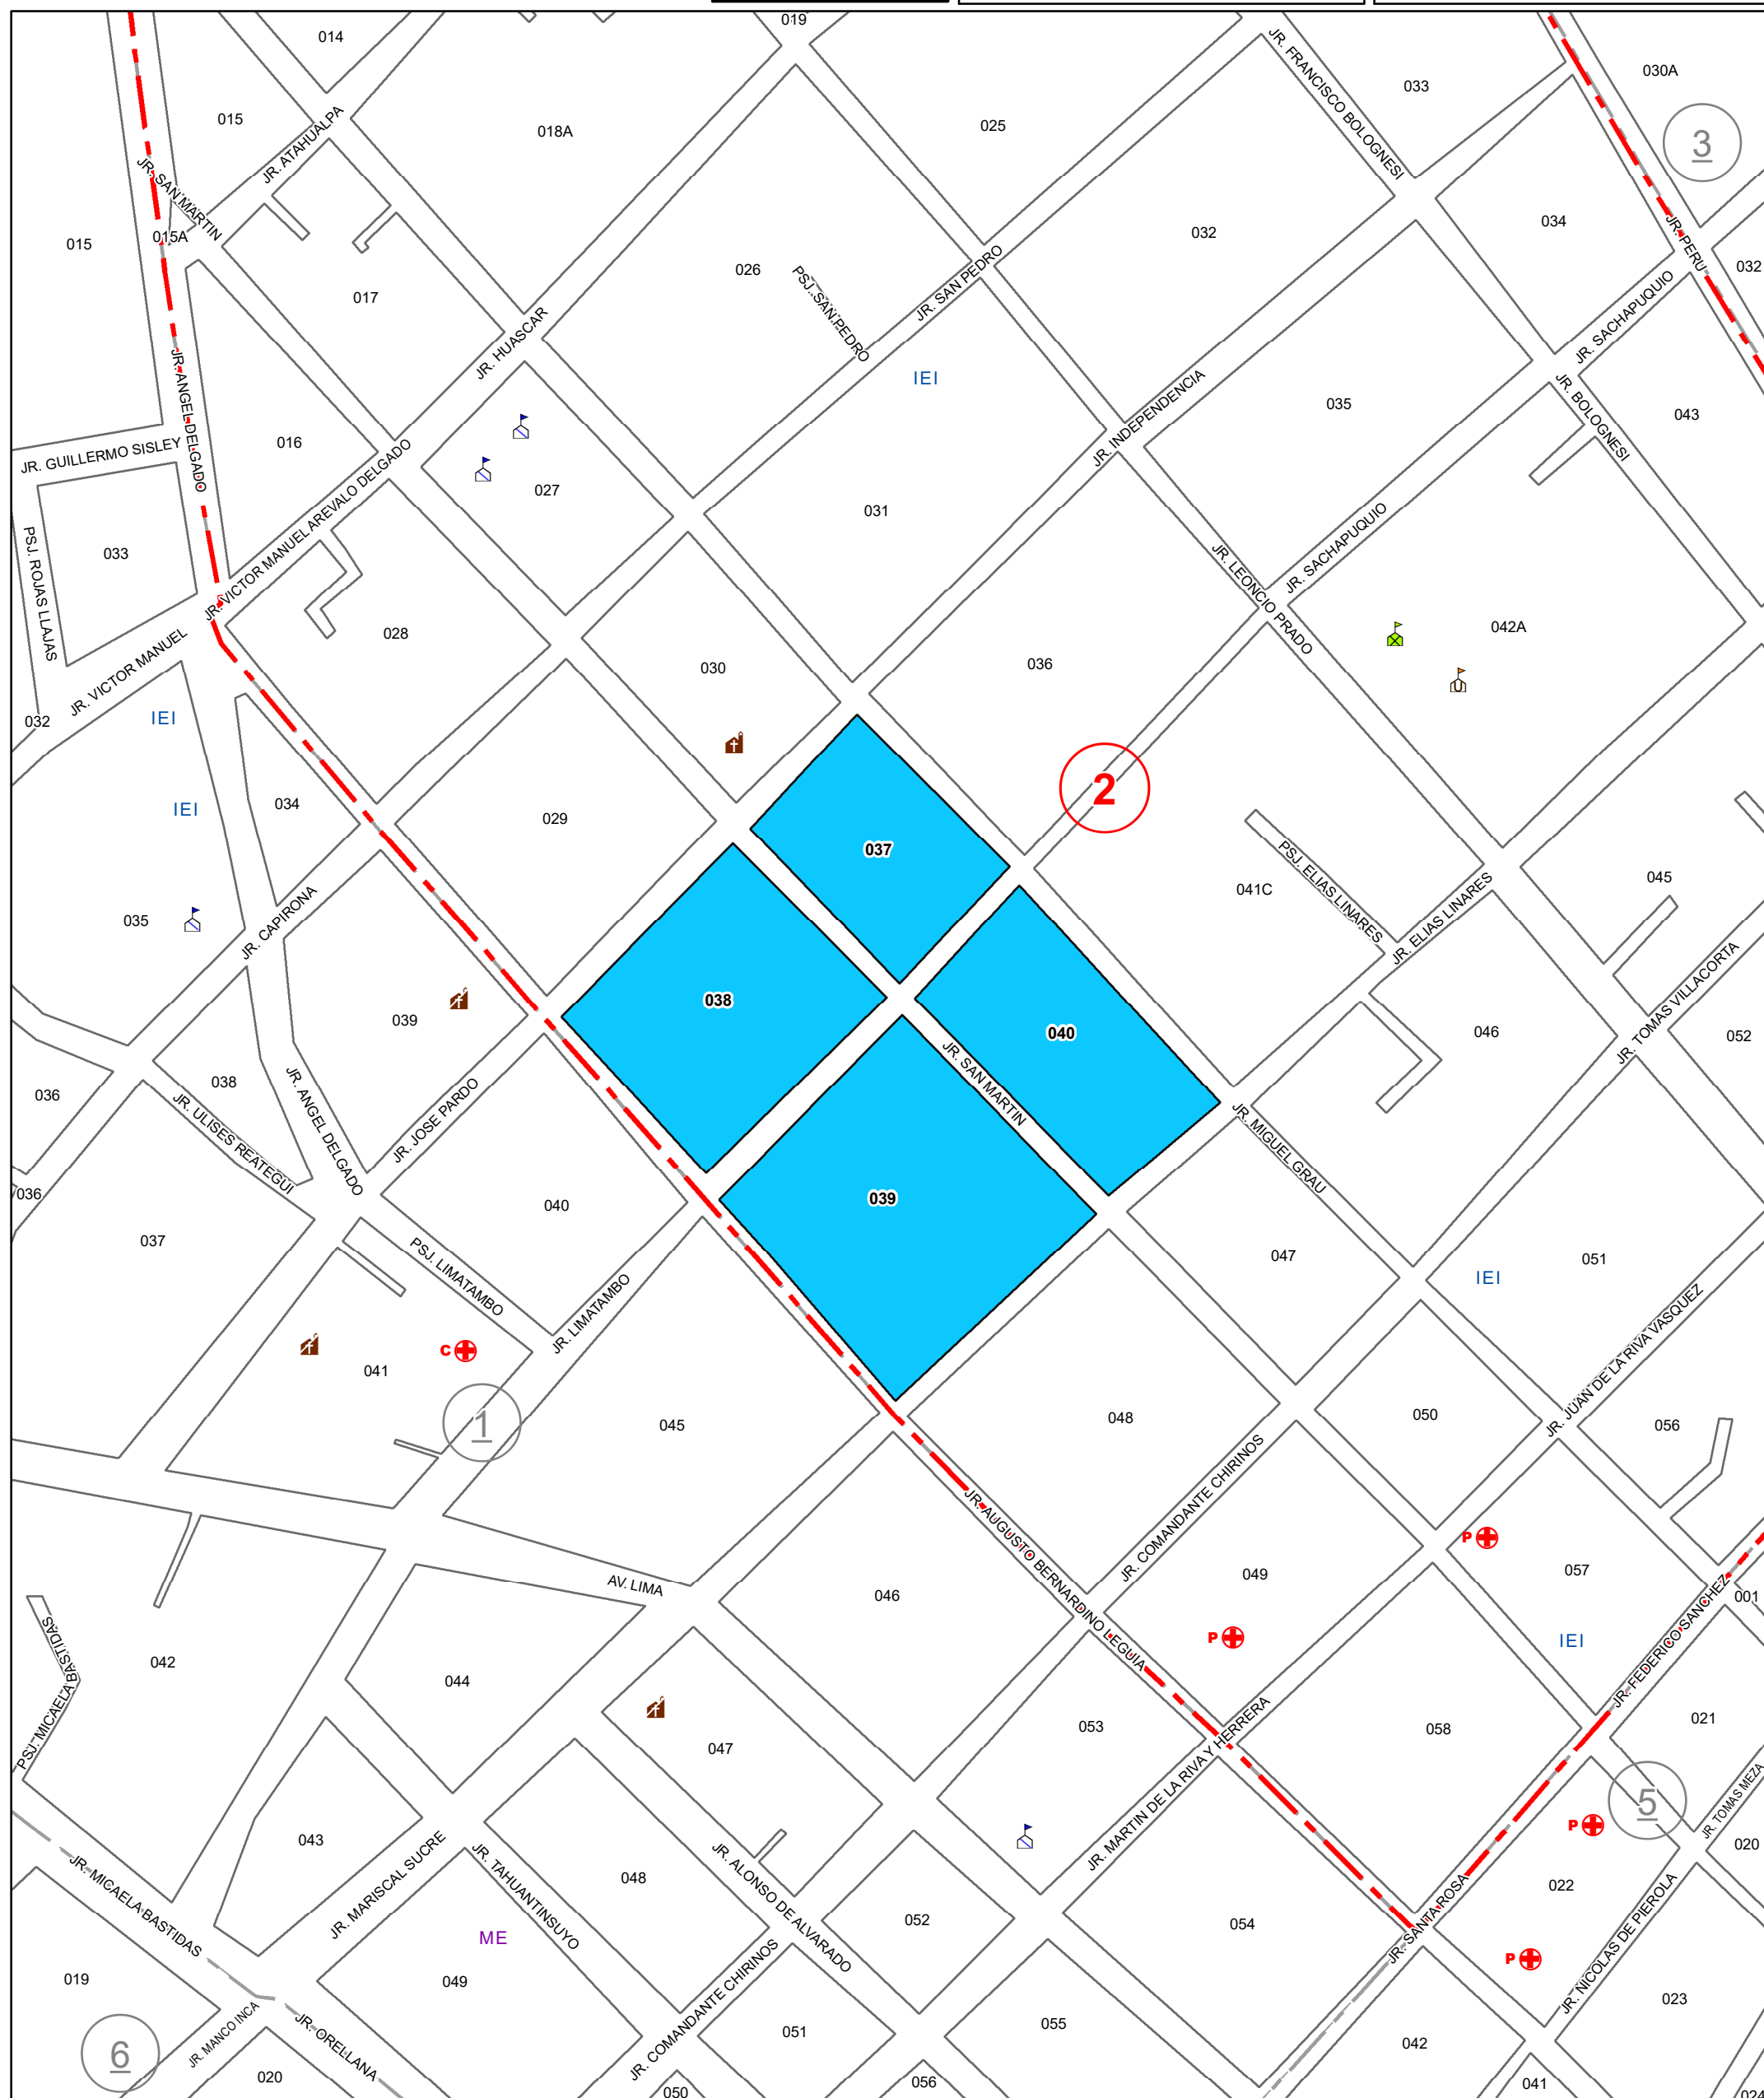 019
014
033
030A
3
015
018A
025
JR. FRANCISCO BOLOGNESI
JR. ATAHUALPA
JR. SAN MARTIN
015
015A
026
032
034
JR. PERU
032
017
PSJ. SAN PEDRO
JR. SAN PEDRO
JR. SACHAPUQUIO
JR. HUASCAR
IEI
JR. INDEPENDENCIA
035
JR. BOLOGNESI
043
JR. ANGEL DELGADO
JR. GUILLERMO SISLEY
016
JR. VICTOR MANUEL AREVALO DELGADO
027
031
JR. SACHAPUQUIO
PSJ. ROJAS LLAJAS
033
JR. LEONCIO PRADO
028
042A
JR. VICTOR MANUEL
030
036
032
IEI
IEI
034
029
2
037
PSJ. ELIAS LINARES
041C
JR. ELIAS LINARES
045
035
JR. CAPIRONA
JR. TOMAS VILLACORTA
038
039
040
046
052
JR. SAN MARTIN
036
038
JR. ANGEL DELGADO
JR. JOSE PARDO
JR. ULISES REATEGUI
JR. MIGUEL GRAU
036
037
040
039
047
051
IEI
PSJ. LIMATAMBO
JR. LIMATAMBO
JR. JUAN DE LA RIVA VASQUEZ
C
041
1
045
048
050
056
JR. COMANDANTE CHIRINOS
JR. AUGUSTO BERNARDINO LEGUIA
P
049
057
AV. LIMA
046
001
P
IEI
JR. FEDERICO SANCHEZ
PSJ. MICAELA BASTIDAS
042
044
047
053
058
021
JR. MARTIN DE LA RIVA Y HERRERA
5
JR. TOMAS MEZA
P
043
JR. MARISCAL SUCRE
JR. TAHUANTINSUYO
048
JR. ALONSO DE ALVARADO
020
022
JR. MICAELA BASTIDAS
ME
052
054
JR. SANTA ROSA
P
JR. NICOLAS DE PIEROLA
019
049
JR. COMANDANTE CHIRINOS
023
6
JR. MANCO INCA
JR. ORELLANA
051
055
042
020
050
056
041
024